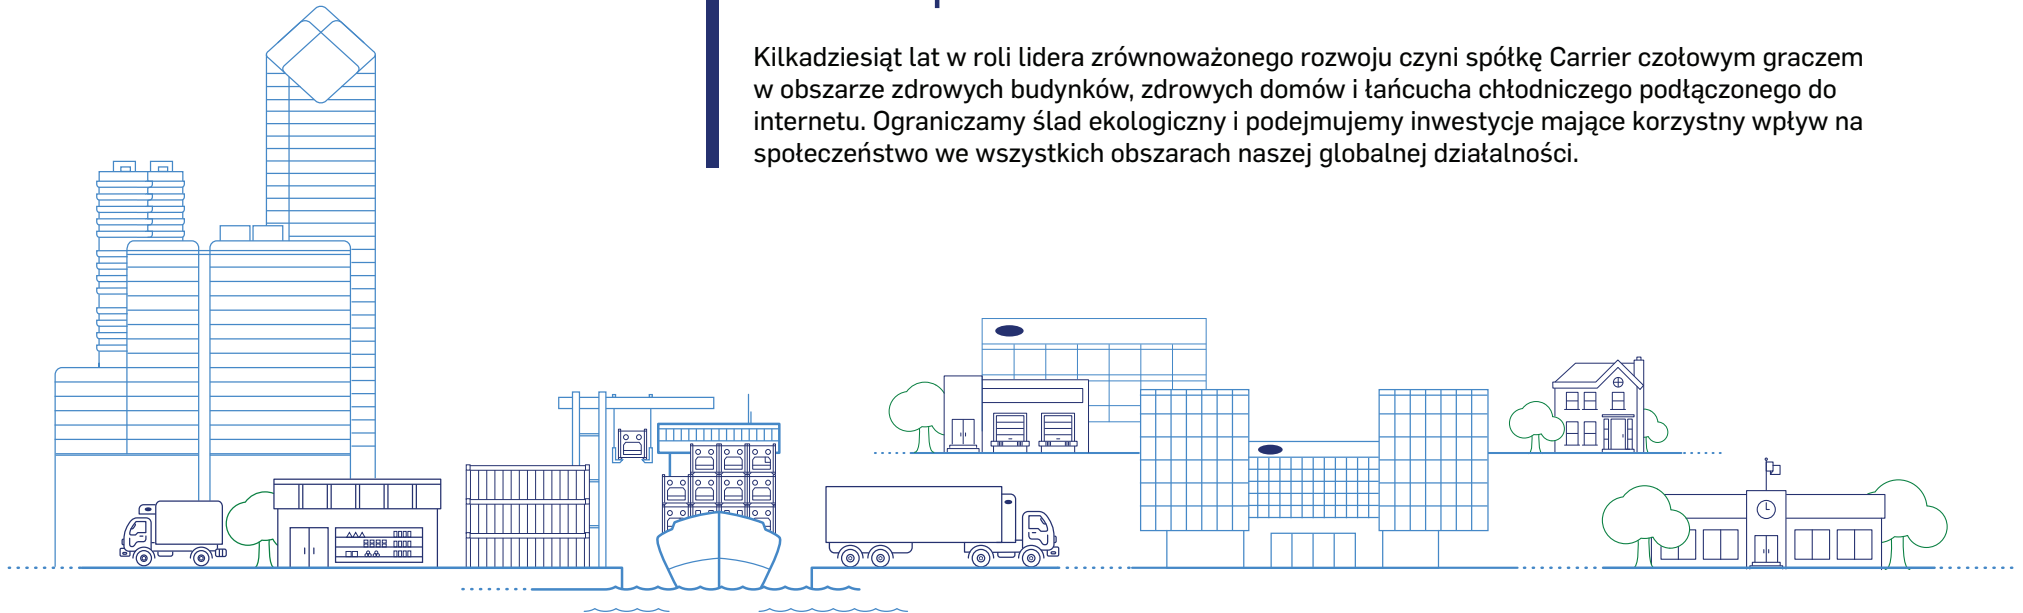 Kilkadziesiąt lat w roli lidera zrównoważonego rozwoju czyni spółkę Carrier czołowym graczem
w obszarze zdrowych budynków, zdrowych domów i łańcucha chłodniczego podłączonego do
internetu. Ograniczamy ślad ekologiczny i podejmujemy inwestycje mające korzystny wpływ na
społeczeństwo we wszystkich obszarach naszej globalnej działalności.